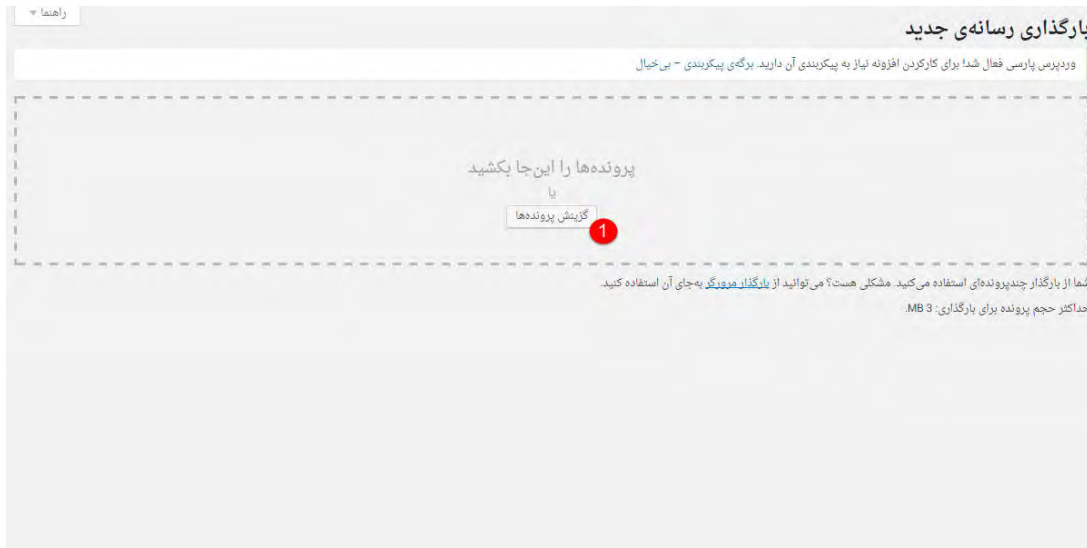 راهنما
بارگذاری رسانه‌ی جدید
وردپرس پارسی فعال شد! برای کارکردن افزونه نیاز به پیکربندی آن دارید. برگه‌ی پیکربندی – بی‌خیال
پرونده‌ها را این‌جا بکشید
یا
گزینش پرونده‌ها
1
شما از بارگذار چندپرونده‌ای استفاده می‌کنید. مشکلی هست؟ می‌توانید از بارگذار مرورگر به‌جای آن استفاده کنید.
حداکثر حجم پرونده برای بارگذاری: 3 MB.